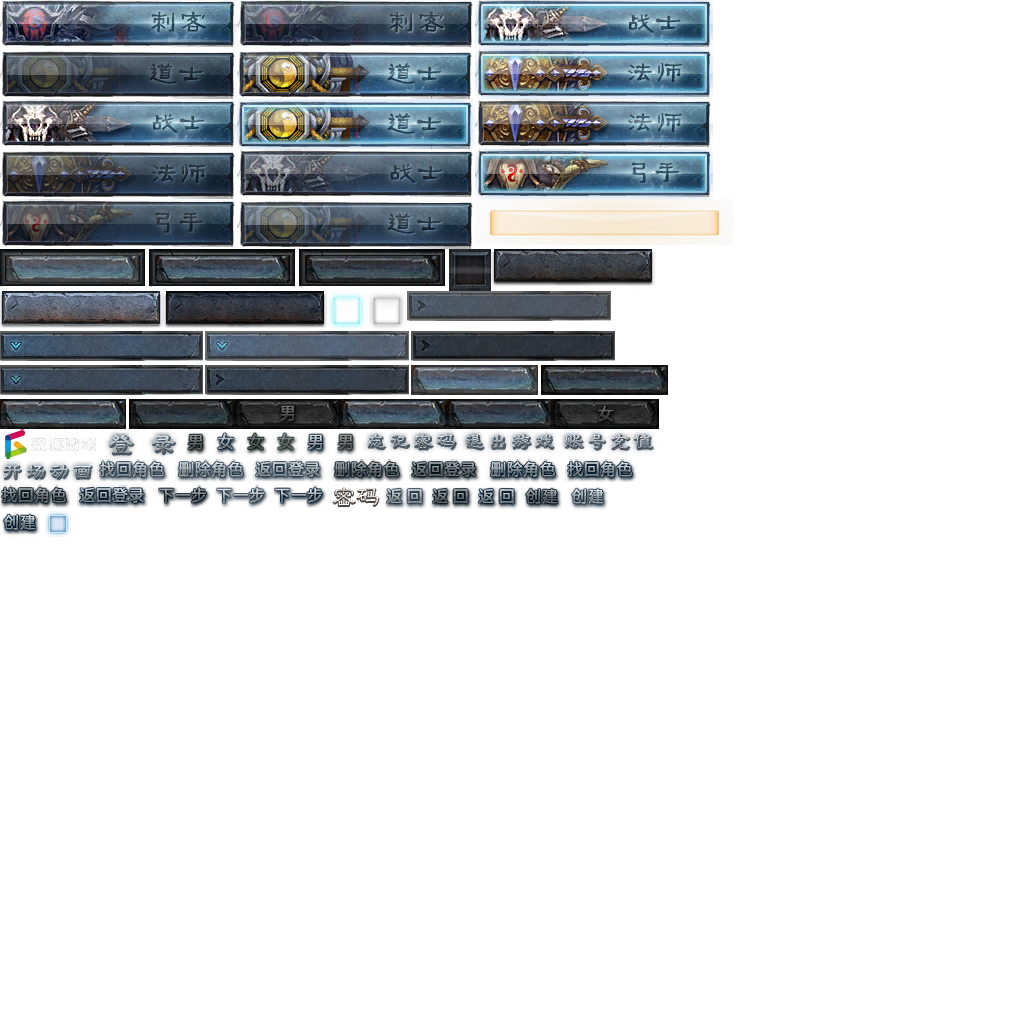 刺客 刺客 战士
道士 道士 法师
战士 道士 法师
法师 战士 弓手
弓手 道士
男 女
登 录 男 女 女 女 男 男 忘记密码 退出游戏 账号充值
开场动画 找回角色 删除角色 返回登录 删除角色 返回登录 删除角色 找回角色
找回角色 返回登录 下一步 下一步 下一步 密码 返回 返回 返回 创建 创建
创建